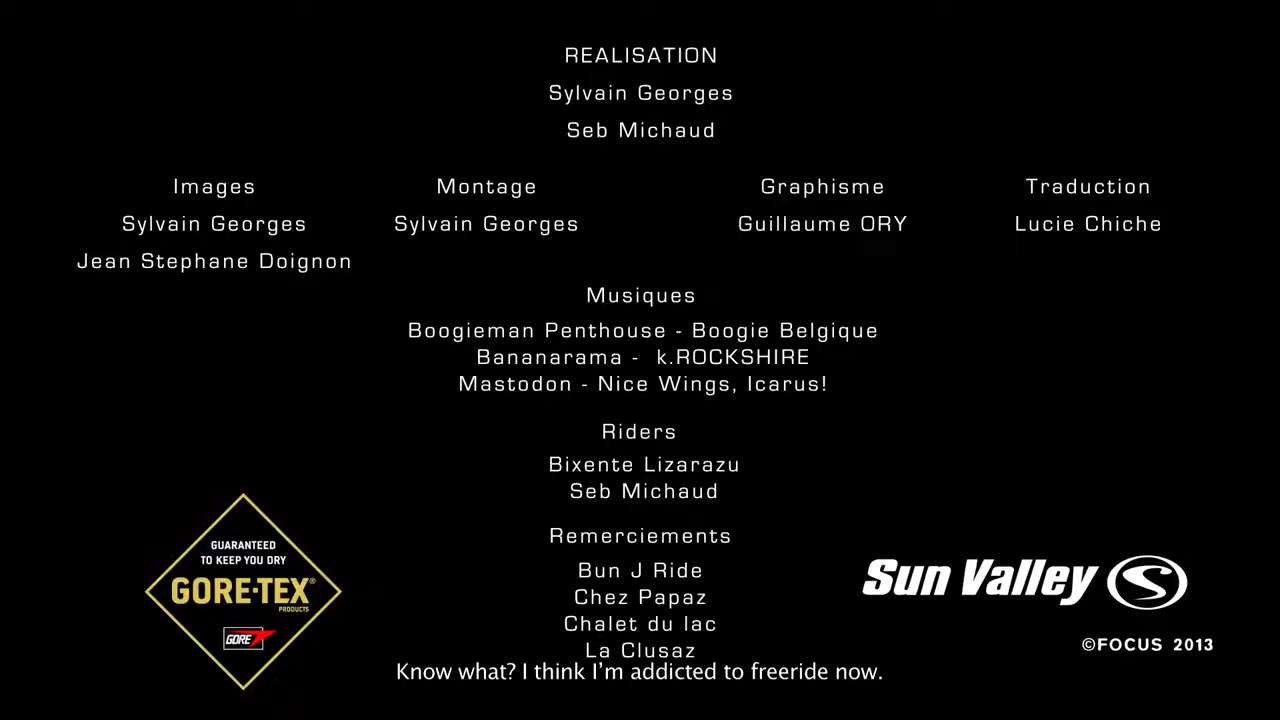 REALISATION
Sylvain Georges
Seb Michaud
Images
Sylvain Georges
Jean Stephane Doignon
Montage
Sylvain Georges
Graphisme
Guillaume ORY
Traduction
Lucie Chiche
Musiques
Boogieman Penthouse - Boogie Belgique
Bananarama - k.ROCKSHIRE
Mastodon - Nice Wings, Icarus!
Riders
Bixente Lizarazu
Seb Michaud
Remerciements
Bun J Ride
Chez Papaz
Chalet du lac
La Clusaz
GUARANTEED
TO KEEP YOU DRY
GORE-TEX®
PRODUCTS
GORE
Sun Valley S
©FOCUS 2013
Know what? I think I'm addicted to freeride now.